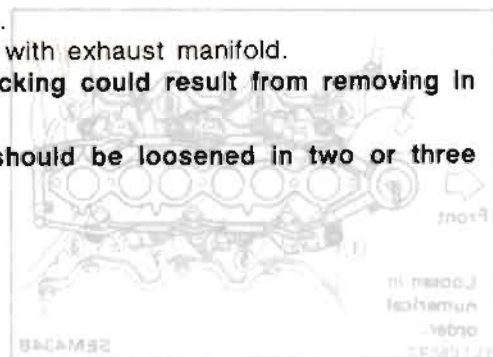 .
with exhaust manifold.
cking could result from removing in
should be loosened in two or three
Front
Loosen in
numerical
order.
SEM434B